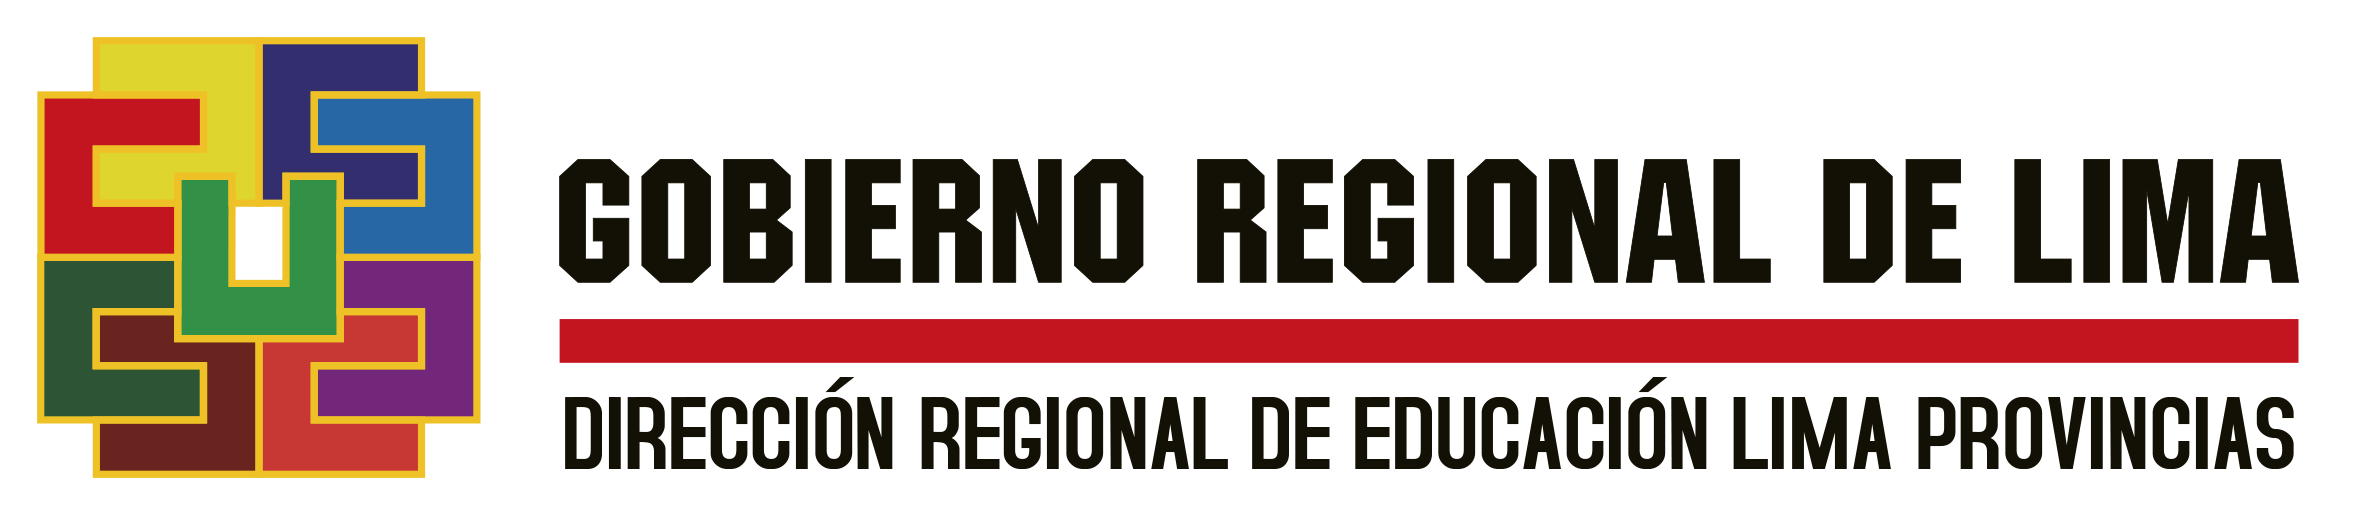 GOBIERNO REGIONAL DE LIMA
DIRECCIÓN REGIONAL DE EDUCACIÓN LIMA PROVINCIAS